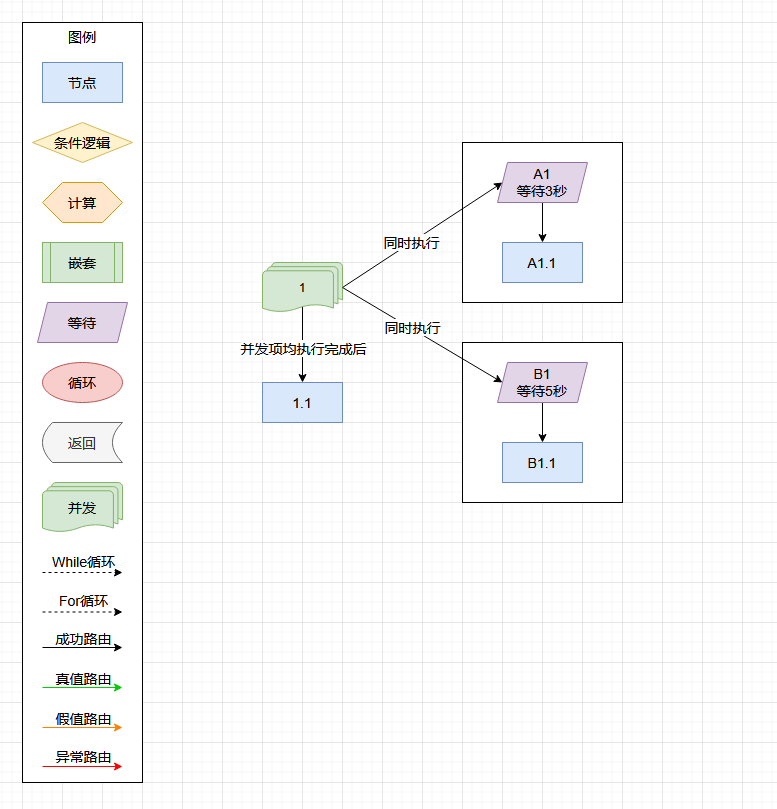 图例
节点
条件逻辑
计算
嵌套
等待
循环
返回
并发
While循环
For循环
成功路由
真值路由
假值路由
异常路由
1
并发项均执行完成后
1.1
同时执行
同时执行
A1
等待3秒
A1.1
B1
等待5秒
B1.1